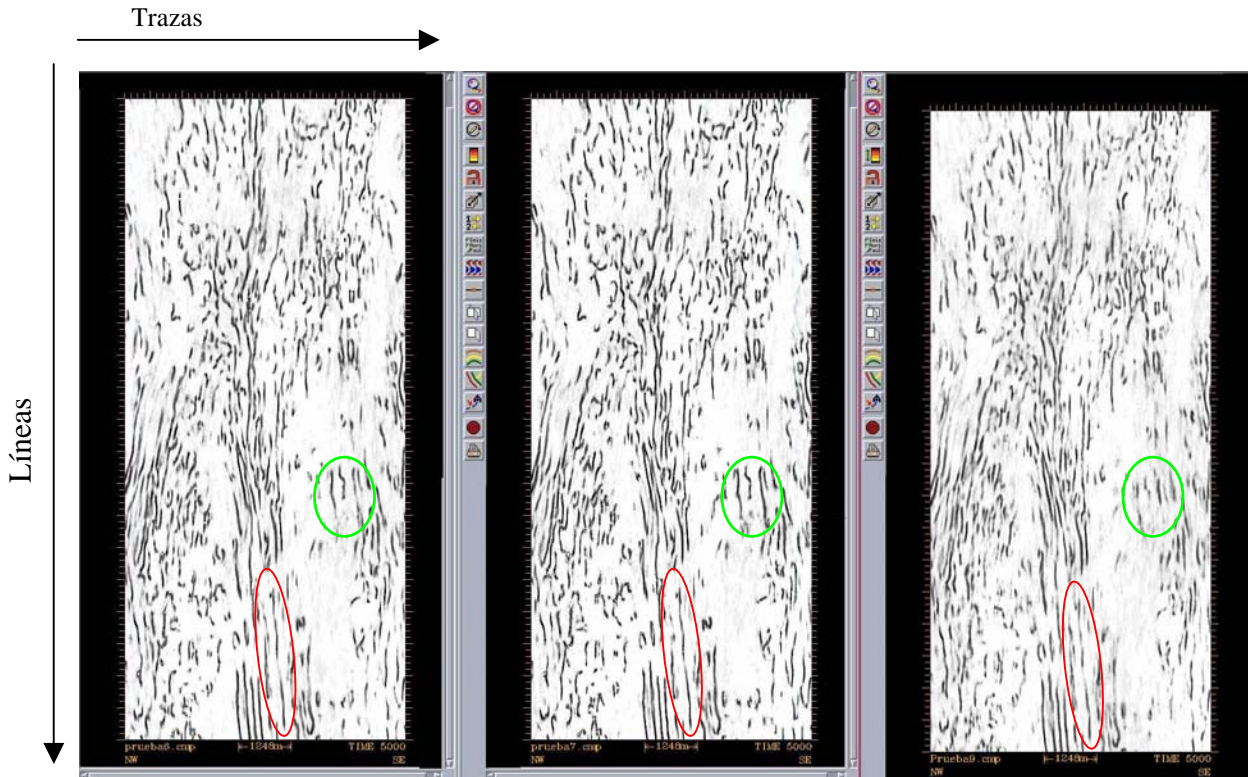 Trazas
Líneas
prueba6.cmp 1248m TIME 5000
NW SE
prueba7.cmp 1248m TIME 5000
NW SE
Prueba9.cmp 1248m TIME 5000
NW SE